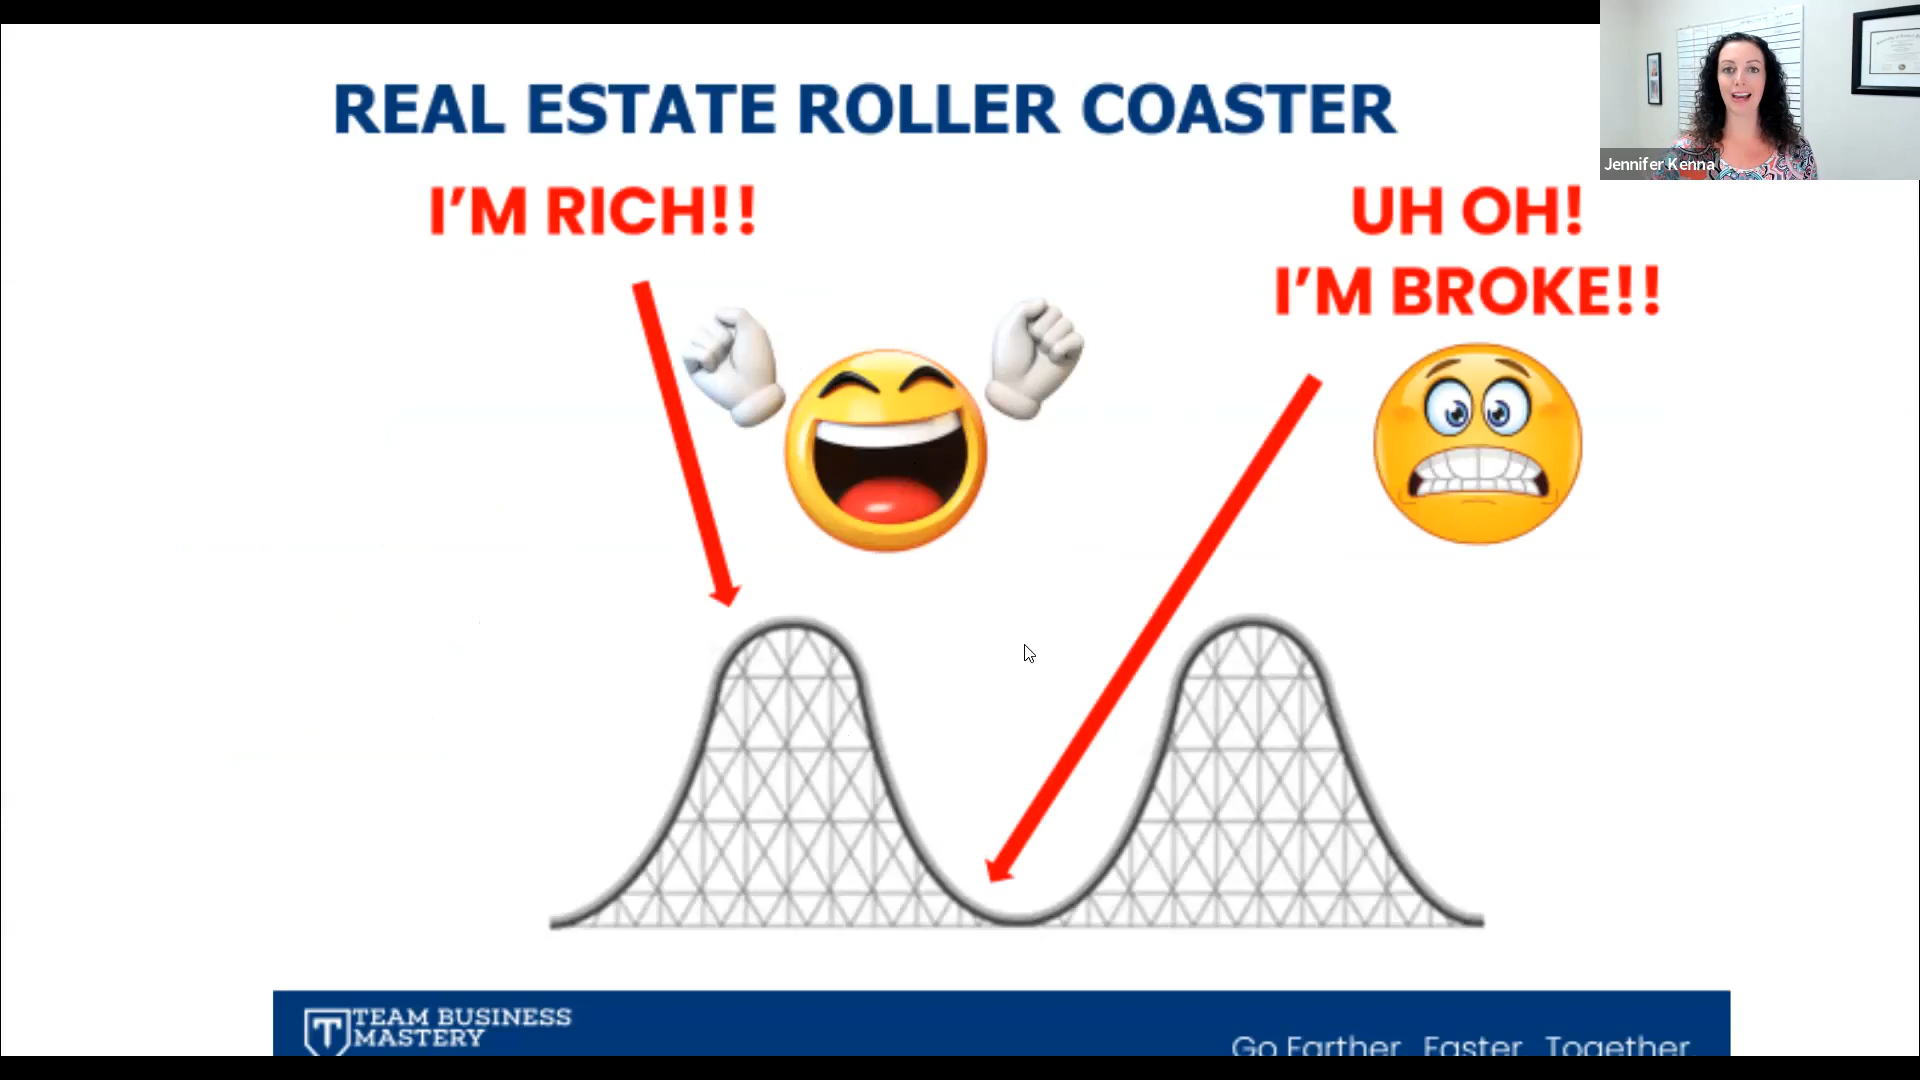 REAL ESTATE ROLLER COASTER
Jennifer Kenna
I'M RICH!!
UH OH!
I'M BROKE!!
TEAM BUSINESS
MASTERY
Go Farther. Faster. Together.